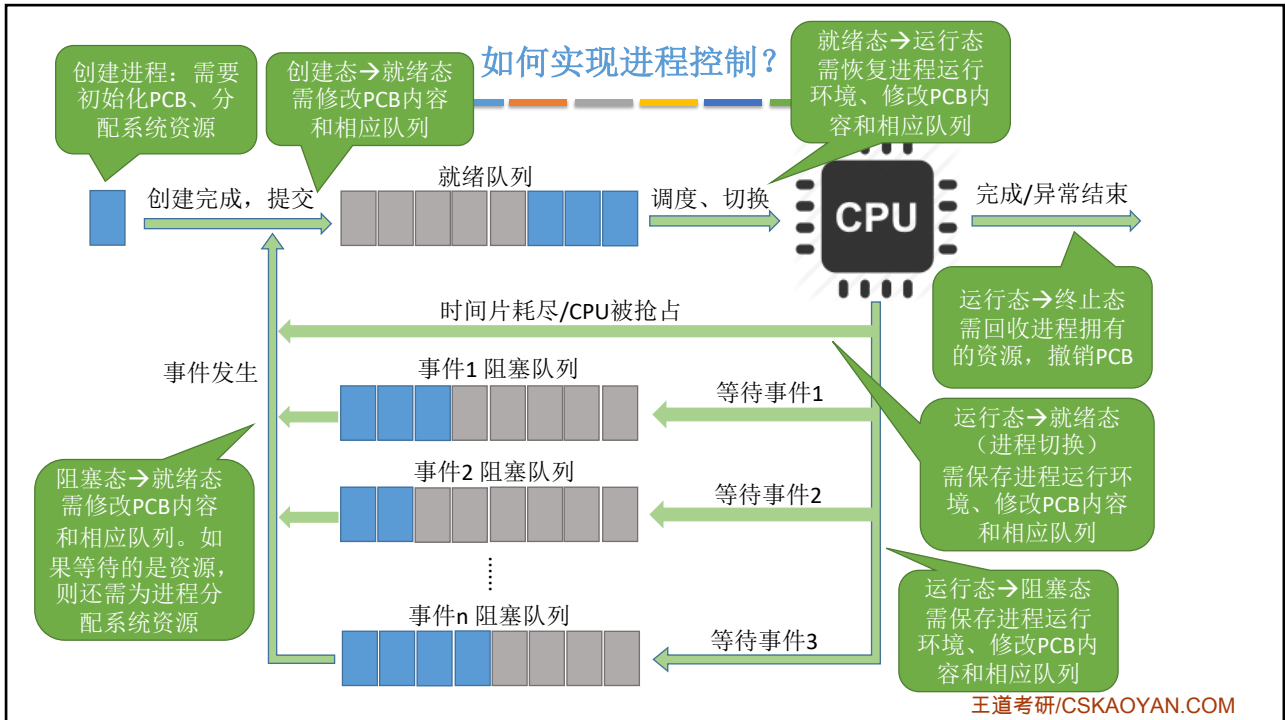 如何实现进程控制？
创建进程：需要
初始化PCB、分
配系统资源
创建态→就绪态
需修改PCB内容
和相应队列
就绪态→运行态
需恢复进程运行
环境、修改PCB内
容和相应队列
创建完成，提交
就绪队列
调度、切换
CPU
完成/异常结束
运行态→终止态
需回收进程拥有
的资源，撤销PCB
时间片耗尽/CPU被抢占
事件发生
事件1 阻塞队列
等待事件1
运行态→就绪态
（进程切换）
需保存进程运行环
境、修改PCB内容
和相应队列
阻塞态→就绪态
需修改PCB内容
和相应队列。如
果等待的是资源，
则还需为进程分
配系统资源
事件2 阻塞队列
等待事件2
......
事件n 阻塞队列
等待事件3
运行态→阻塞态
需保存进程运行
环境、修改PCB内
容和相应队列
王道考研/CSKAOYAN.COM